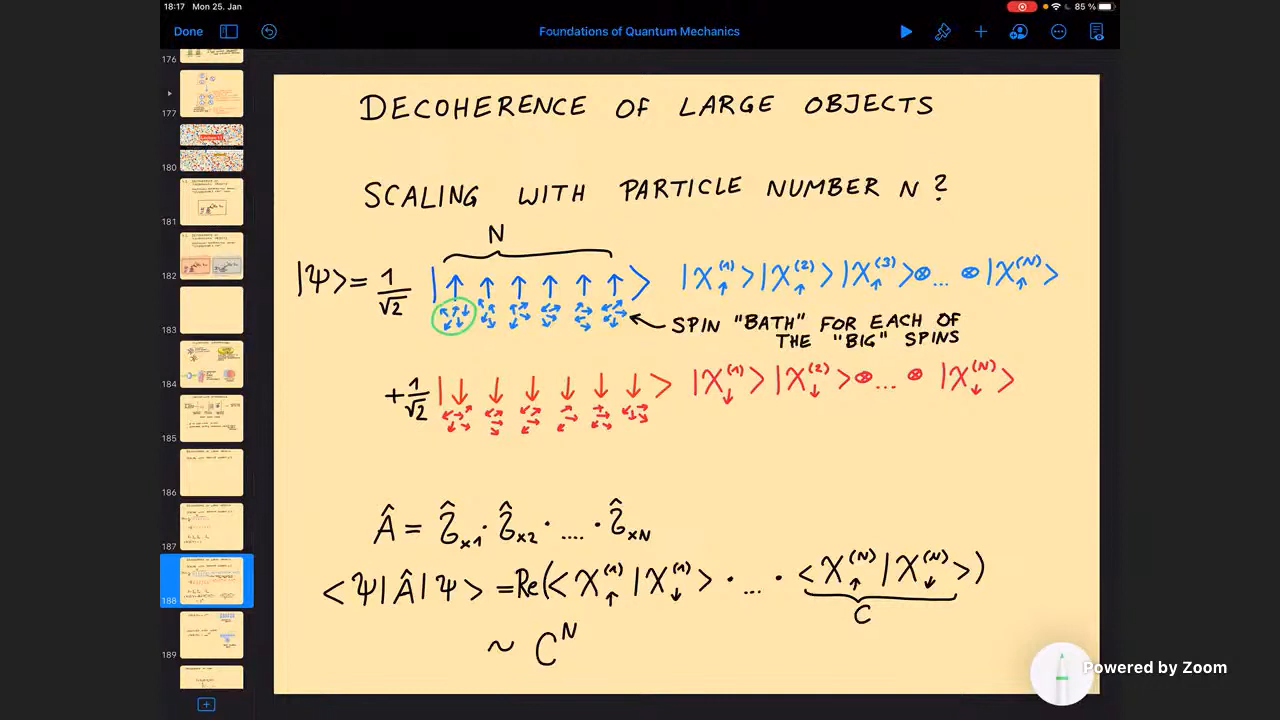 18:17 Mon 25. Jan
85 %
Done
Foundations of Quantum Mechanics
176
177
180
181
182
183
184
185
186
187
188
189
DECOHERENCE OF LARGE OBJECTS
SCALING WITH PARTICLE NUMBER N?
N
|Ψ> = 1/√2 |↑ ↑ ↑ ↑ ↑ ↑> |χ↑⁽¹⁾>|χ↑⁽²⁾>|χ↑⁽³⁾>⊗ ... ⊗ |χ↑⁽ᴺ⁾>
SPIN "BATH" FOR EACH OF
THE "BIG" SPINS
+ 1/√2 |↓ ↓ ↓ ↓ ↓ ↓> |χ↓⁽¹⁾>|χ↓⁽²⁾>⊗ ... ⊗ |χ↓⁽ᴺ⁾>
Â = σ̂x1 · σ̂x2 · .... · σ̂xN
<Ψ|Â|Ψ> = Re(<χ↑⁽¹⁾|χ↓⁽¹⁾> · ... · <χ↑⁽ᴺ⁾|χ↓⁽ᴺ⁾>)
C
~ Cᴺ
Powered by Zoom